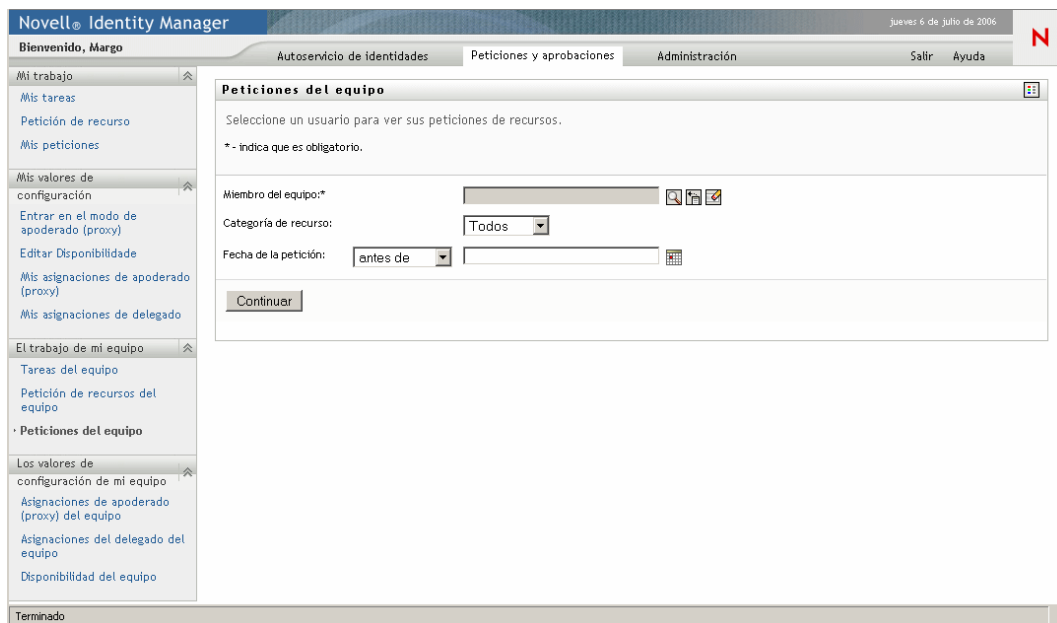 Novell® Identity Manager
jueves 6 de julio de 2006
N
Bienvenido, Margo
Autoservicio de identidades
Peticiones y aprobaciones
Administración
Salir
Ayuda
Mi trabajo
Mis tareas
Petición de recurso
Mis peticiones
Mis valores de
configuración
Entrar en el modo de
apoderado (proxy)
Editar Disponibilidade
Mis asignaciones de apoderado
(proxy)
Mis asignaciones de delegado
El trabajo de mi equipo
Tareas del equipo
Petición de recursos del
equipo
· Peticiones del equipo
Los valores de
configuración de mi equipo
Asignaciones de apoderado
(proxy) del equipo
Asignaciones del delegado del
equipo
Disponibilidad del equipo
Peticiones del equipo
Seleccione un usuario para ver sus peticiones de recursos.
* - indica que es obligatorio.
Miembro del equipo:*
Categoría de recurso:
Todos
Fecha de la petición:
antes de
Continuar
Terminado